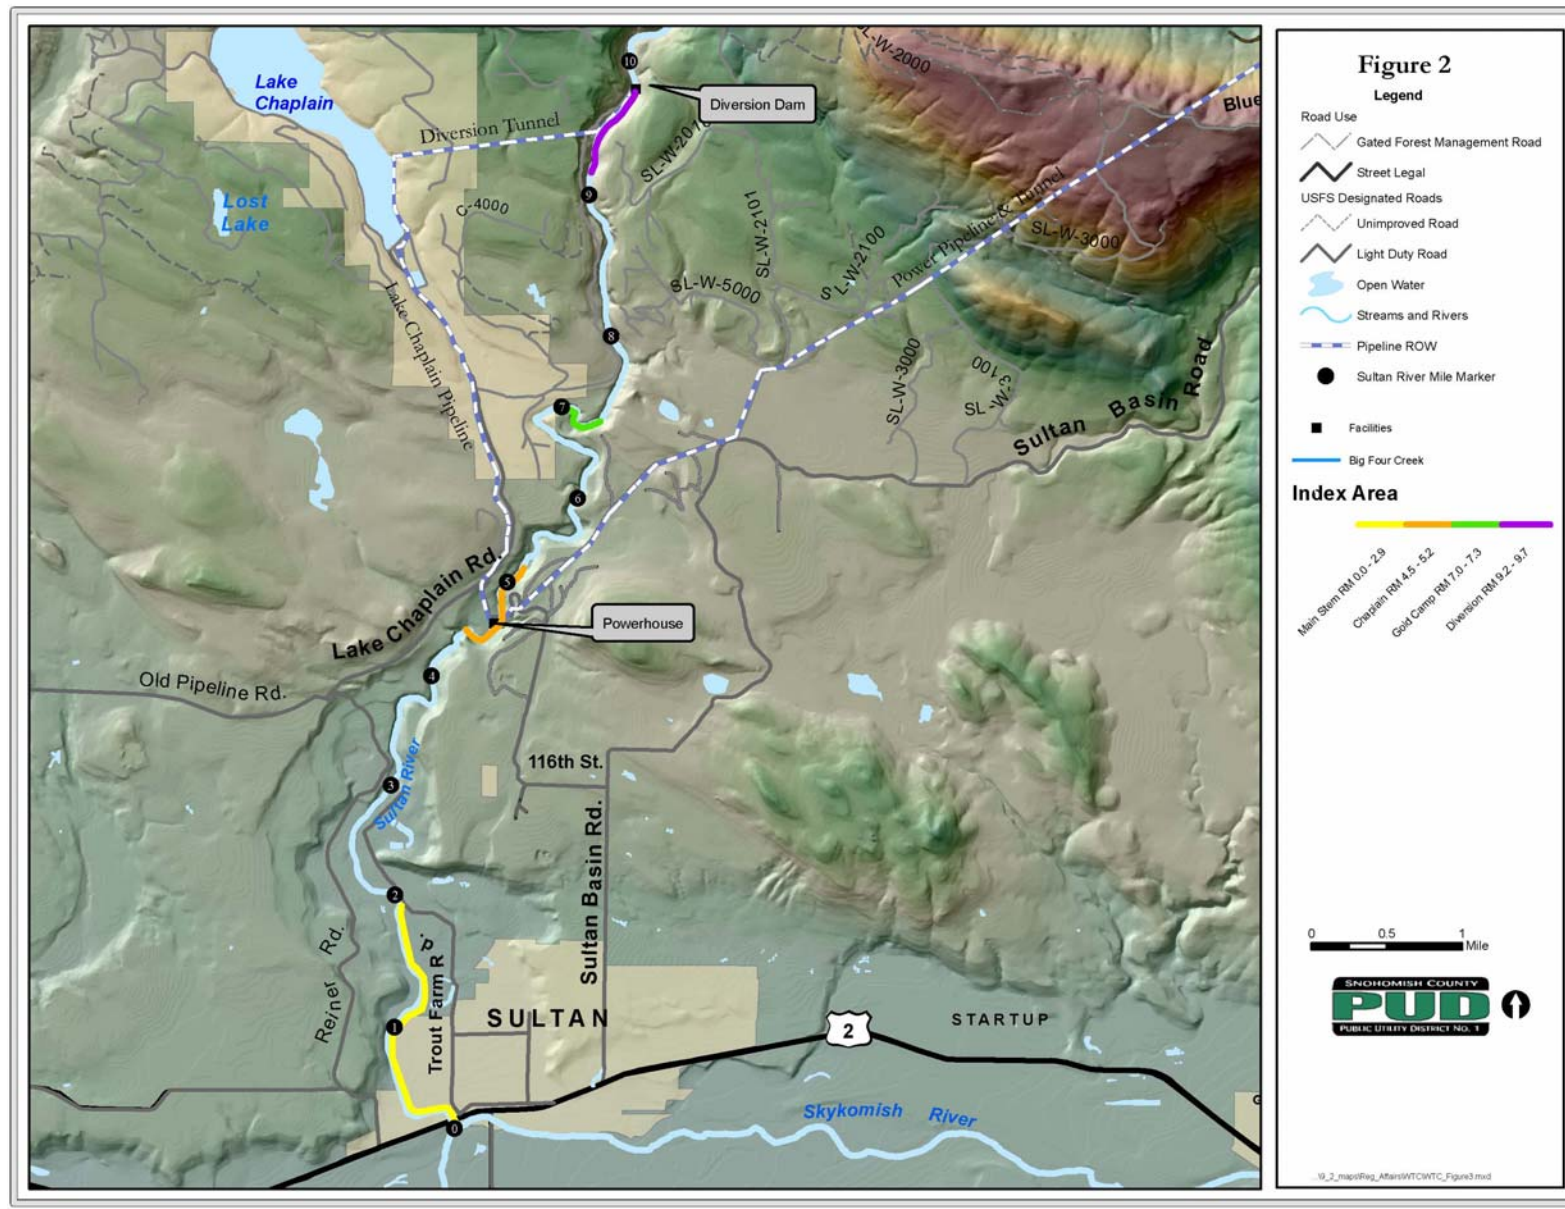 Lake
Chaplain
Lost
Lake
Diversion Tunnel
Diversion Dam
C-4000
SL-W-2000
SL-W-2101
SL-W-2100
SL-W-5000
SL-W-3000
SL-W-3000
Power Pipeline & Tunnel
Blue
Lake Chaplain Pipeline
Sultan Basin Road
10
9
8
7
6
5
4
3
2
1
0
Lake Chaplain Rd.
Powerhouse
Old Pipeline Rd.
Sultan River
116th St.
Sultan Basin Rd.
Reiner Rd.
Trout Farm Rd.
SULTAN
STARTUP
2
Skykomish River
Figure 2
Legend
Road Use
Gated Forest Management Road
Street Legal
USFS Designated Roads
Unimproved Road
Light Duty Road
Open Water
Streams and Rivers
Pipeline ROW
Sultan River Mile Marker
Facilities
Big Four Creek
Index Area
Main Stem RM 0.0 - 2.9
Chaplain RM 4.5 - 5.2
Gold Camp RM 7.0 - 7.3
Diversion RM 9.2 - 9.7
0 0.5 1
Mile
SNOHOMISH COUNTY
PUD
PUBLIC UTILITY DISTRICT NO. 1